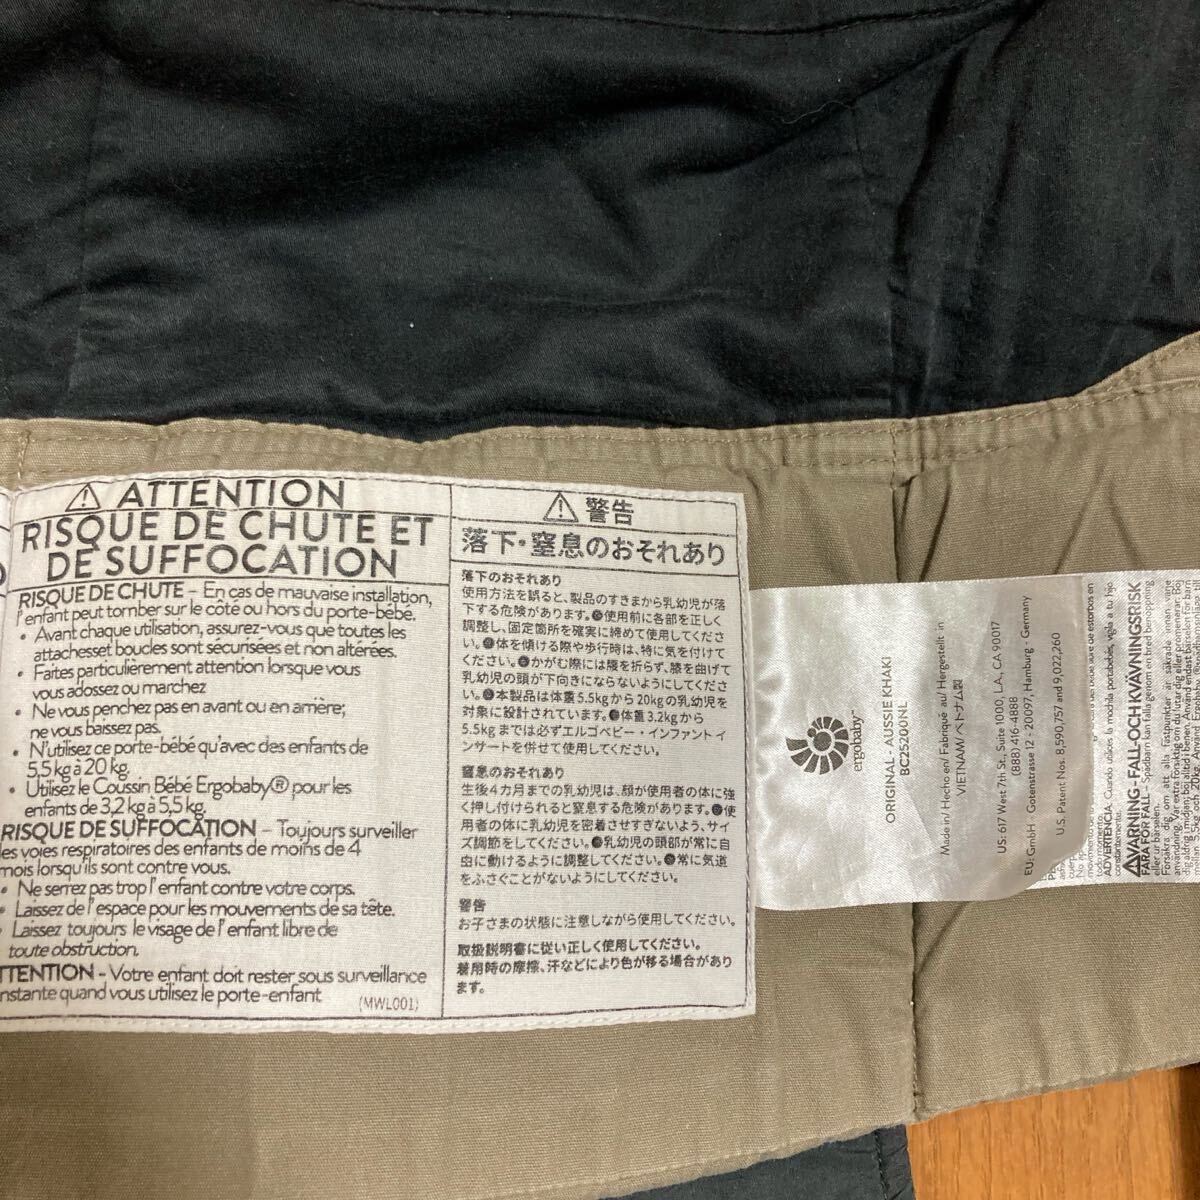 ATTENTION
RISQUE DE CHUTE ET
DE SUFFOCATION
RISQUE DE CHUTE – En cas de mauvaise installation,
l'enfant peut tomber sur le côté ou hors du porte-bébé.
• Avant chaque utilisation, assurez-vous que toutes les
attachesset boucles sont sécurisées et non altérées.
• Faites particulièrement attention lorsque vous
vous adossez ou marchez
• Ne vous penchez pas en avant ou en arrière;
ne vous baissez pas.
• N'utilisez ce porte-bébé qu'avec des enfants de
5,5 kg à 20 kg.
• Utilisez le Coussin Bébé Ergobaby® pour les
enfants de 3,2 kg à 5,5 kg.
RISQUE DE SUFFOCATION – Toujours surveiller
les voies respiratoires des enfants de moins de 4
mois lorsqu'ils sont contre vous.
• Ne serrez pas trop l'enfant contre votre corps.
• Laissez de l'espace pour les mouvements de sa tête.
• Laissez toujours le visage de l'enfant libre de
toute obstruction.
TTENTION – Votre enfant doit rester sous surveillance
nstante quand vous utilisez le porte-enfant
(MWL001)
警告
落下・窒息のおそれあり
落下のおそれあり
使用方法を誤ると、製品のすきまから乳幼児が落
下する危険があります。●使用前に各部を正しく
調整し、固定箇所を確実に締めて使用してくださ
い。●体を傾ける際や歩行時は、特に気を付けて
ください。●かがむ際には腰を折らず、膝を曲げて
乳幼児の頭が下向きにならないようにしてくださ
い。●本製品は体重5.5kgから20kgの乳幼児を
対象に設計されています。●体重3.2kgから
5.5kgまでは必ずエルゴベビー・インファントイ
ンサートを併せて使用してください。
窒息のおそれあり
生後4カ月までの乳幼児は、顔が使用者の体に強
く押し付けられると窒息する危険があります。●使
用者の体に乳幼児を密着させすぎないよう、サイ
ズ調節をしてください。●乳幼児の頭部が常に自
由に動けるように調整してください。●常に気道
をふさぐことがないようにしてください。
警告
お子さまの状態に注意しながら使用してください。
取扱説明書に従い正しく使用してください。
着用時の摩擦、汗などにより色が移る場合があり
ます。
ergobaby™
ORIGINAL - AUSSIE KHAKI
BC25200NL
Made in/ Hecho en/ Fabriqué au/ Hergestellt in
VIETNAM/ ベトナム製
US: 617 West 7th St., Suite 1000, L.A., CA 90017
(888) 416-4888
EU: GmbH - Gotenstrasse 12 - 20097, Hamburg - Germany
U.S. Patent Nos. 8,590,757 and 9,022,260
ADVERTENCIA: Cuando utilices la mochila portabebés, vigila a tu hijo
constantemente.
VARNING - FALL- OCH KVÄVNINGSRISK
FARA FÖR FALL - Spädbarn kan falla genom en bred benöppning
eller ur bärselen.